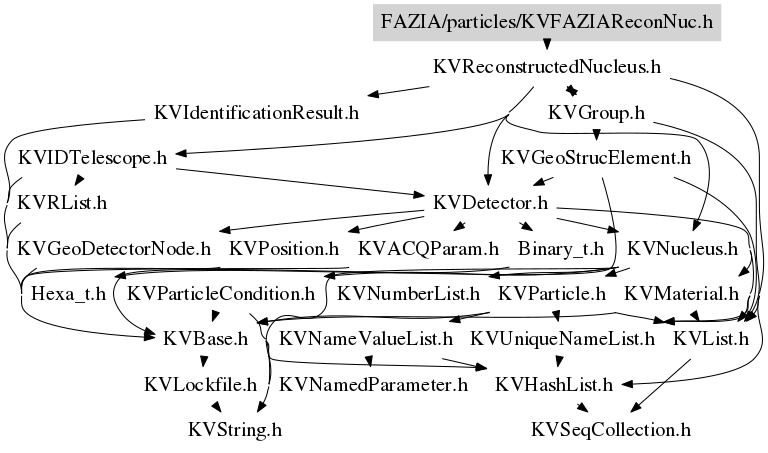 FAZIA/particles/KVFAZIAReconNuc.h
KVReconstructedNucleus.h
KVIdentificationResult.h
KVGroup.h
KVIDTelescope.h
KVGeoStrucElement.h
KVRList.h
KVDetector.h
KVGeoDetectorNode.h
KVPosition.h
KVACQParam.h
Binary_t.h
KVNucleus.h
Hexa_t.h
KVParticleCondition.h
KVNumberList.h
KVParticle.h
KVMaterial.h
KVBase.h
KVNameValueList.h
KVUniqueNameList.h
KVList.h
KVLockfile.h
KVNamedParameter.h
KVHashList.h
KVString.h
KVSeqCollection.h